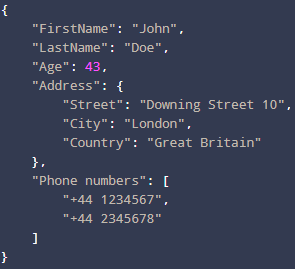 {
    "FirstName": "John",
    "LastName": "Doe",
    "Age": 43,
    "Address": {
        "Street": "Downing Street 10",
        "City": "London",
        "Country": "Great Britain"
    },
    "Phone numbers": [
        "+44 1234567",
        "+44 2345678"
    ]
}